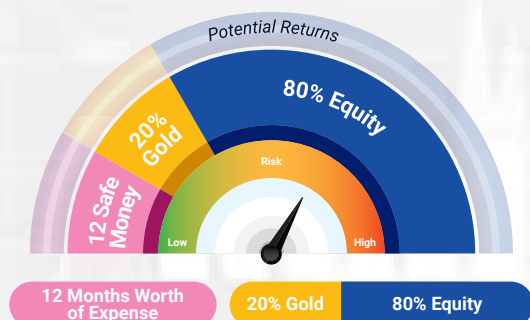 Potential Returns
80% Equity
20%
Gold
12 Safe
Money
Risk
Low
High
12 Months Worth
of Expense
20% Gold
80% Equity